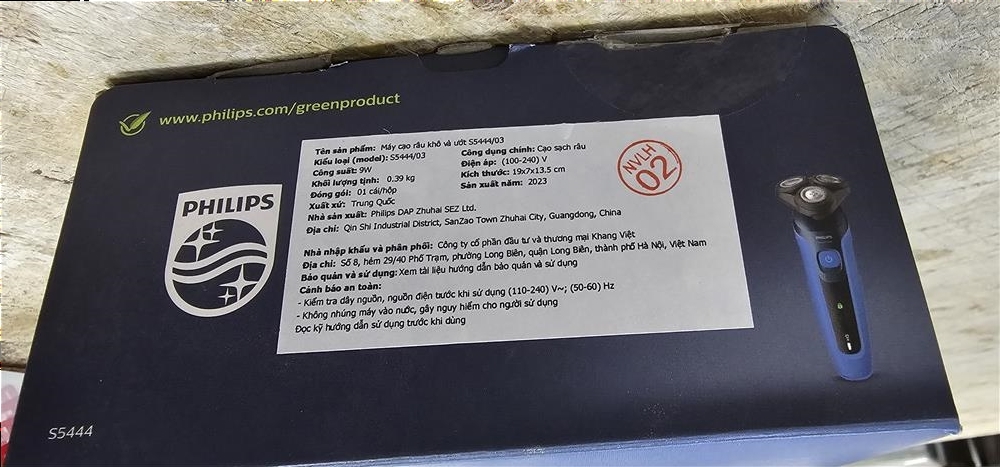 www.philips.com/greenproduct
PHILIPS
Tên sản phẩm: Máy cạo râu khô và ướt S5444/03
Kiểu loại (model): S5444/03
Công suất: 9W
Khối lượng tịnh: 0.39 kg
Đóng gói: 01 cái/hộp
Xuất xứ: Trung Quốc
Công dụng chính: Cạo sạch râu
Điện áp: (100-240) V
Kích thước: 19x7x13.5 cm
Sản xuất năm: 2023
Nhà sản xuất: Philips DAP Zhuhai SEZ Ltd.
Địa chỉ: Qin Shi Industrial District, SanZao Town Zhuhai City, Guangdong, China
Nhà nhập khẩu và phân phối: Công ty cổ phần đầu tư và thương mại Khang Việt
Địa chỉ: Số 8, hẻm 29/40 Phố Trạm, phường Long Biên, quận Long Biên, thành phố Hà Nội, Việt Nam
Bảo quản và sử dụng: Xem tài liệu hướng dẫn bảo quản và sử dụng
Cảnh báo an toàn:
- Kiểm tra dây nguồn, nguồn điện trước khi sử dụng (110-240) V~; (50-60) Hz
- Không nhúng máy vào nước, gây nguy hiểm cho người sử dụng
Đọc kỹ hướng dẫn sử dụng trước khi dùng
NVLH
02
PHILIPS
S5444